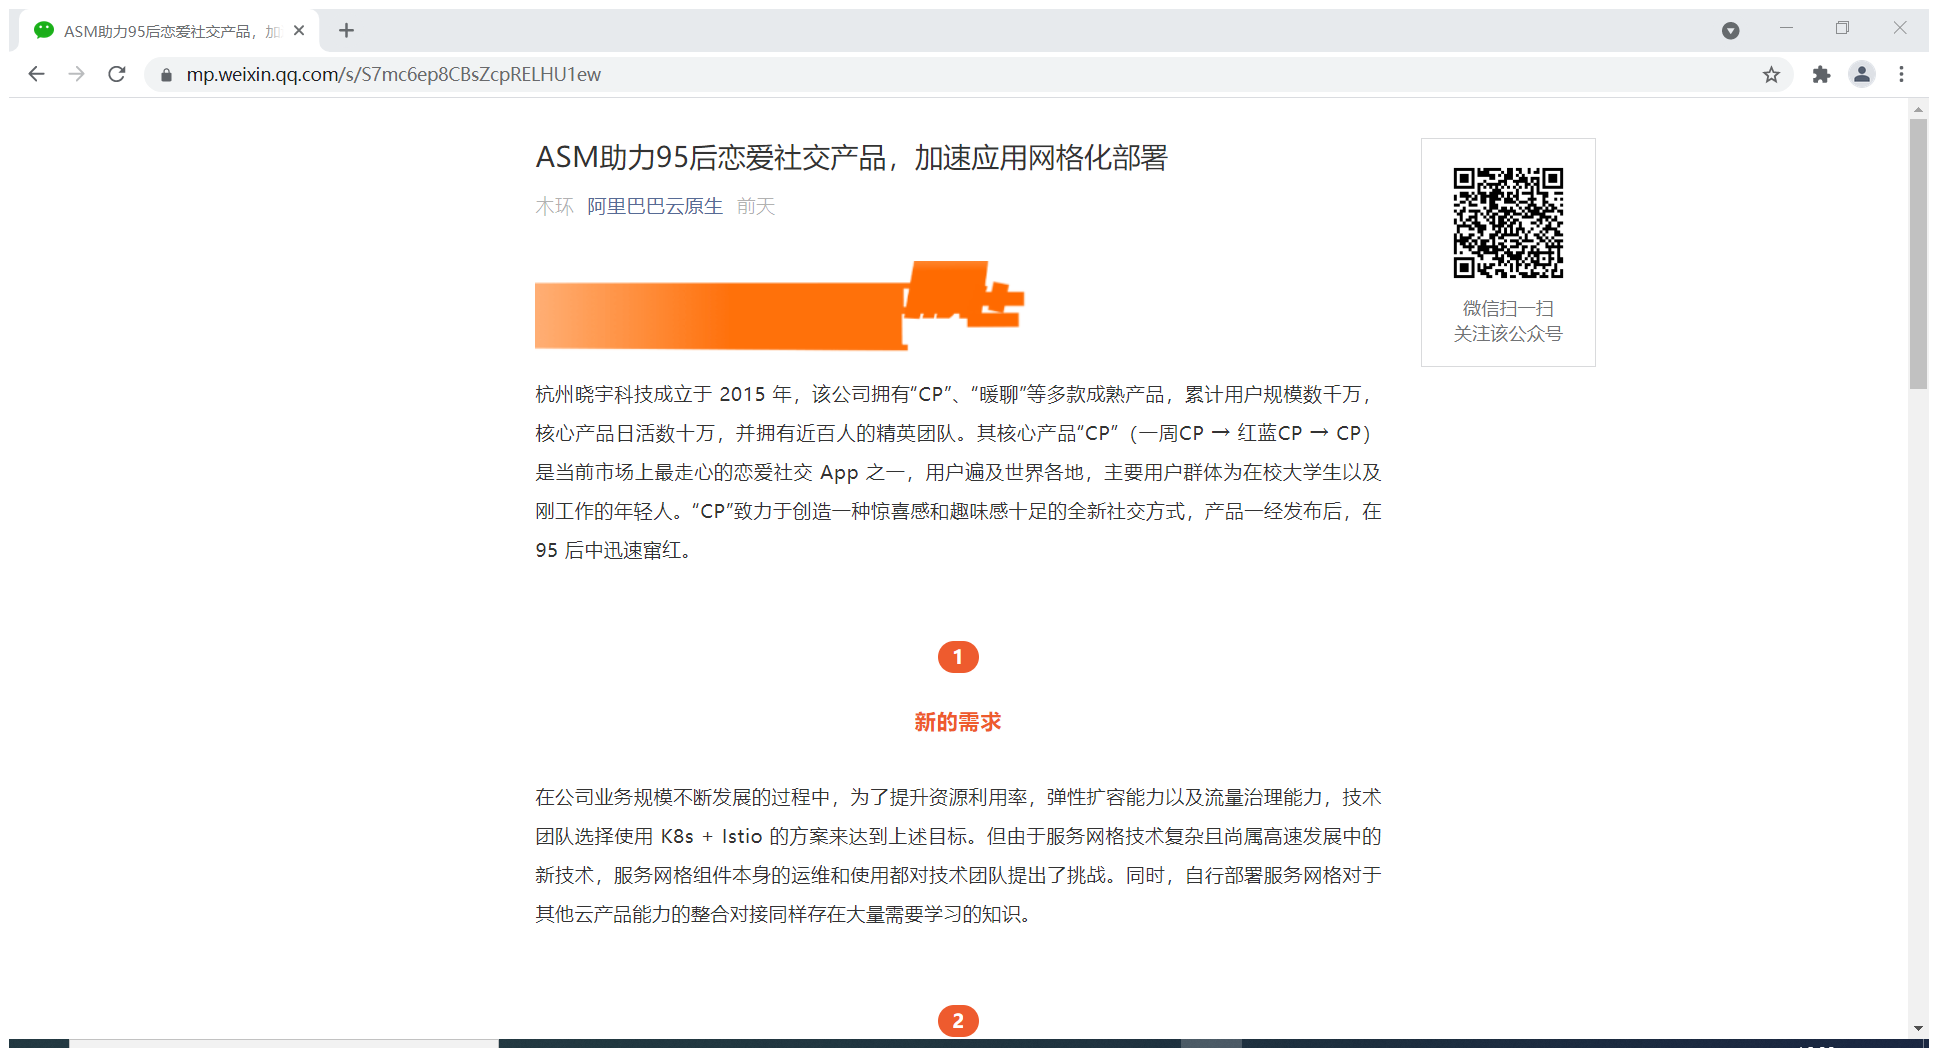 ASM助力95后恋爱社交产品，加
mp.weixin.qq.com/s/S7mc6ep8CBsZcpRELHU1ew
ASM助力95后恋爱社交产品，加速应用网格化部署
木环 阿里巴巴云原生 前天
微信扫一扫
关注该公众号
杭州晓宇科技成立于 2015 年，该公司拥有“CP”、“暖聊”等多款成熟产品，累计用户规模数千万，
核心产品日活数十万，并拥有近百人的精英团队。其核心产品“CP”（一周CP → 红蓝CP → CP）
是当前市场上最走心的恋爱社交 App 之一，用户遍及世界各地，主要用户群体为在校大学生以及
刚工作的年轻人。“CP”致力于创造一种惊喜感和趣味感十足的全新社交方式，产品一经发布后，在
95 后中迅速窜红。
1
新的需求
在公司业务规模不断发展的过程中，为了提升资源利用率，弹性扩容能力以及流量治理能力，技术
团队选择使用 K8s + Istio 的方案来达到上述目标。但由于服务网格技术复杂且尚属高速发展中的
新技术，服务网格组件本身的运维和使用都对技术团队提出了挑战。同时，自行部署服务网格对于
其他云产品能力的整合对接同样存在大量需要学习的知识。
2